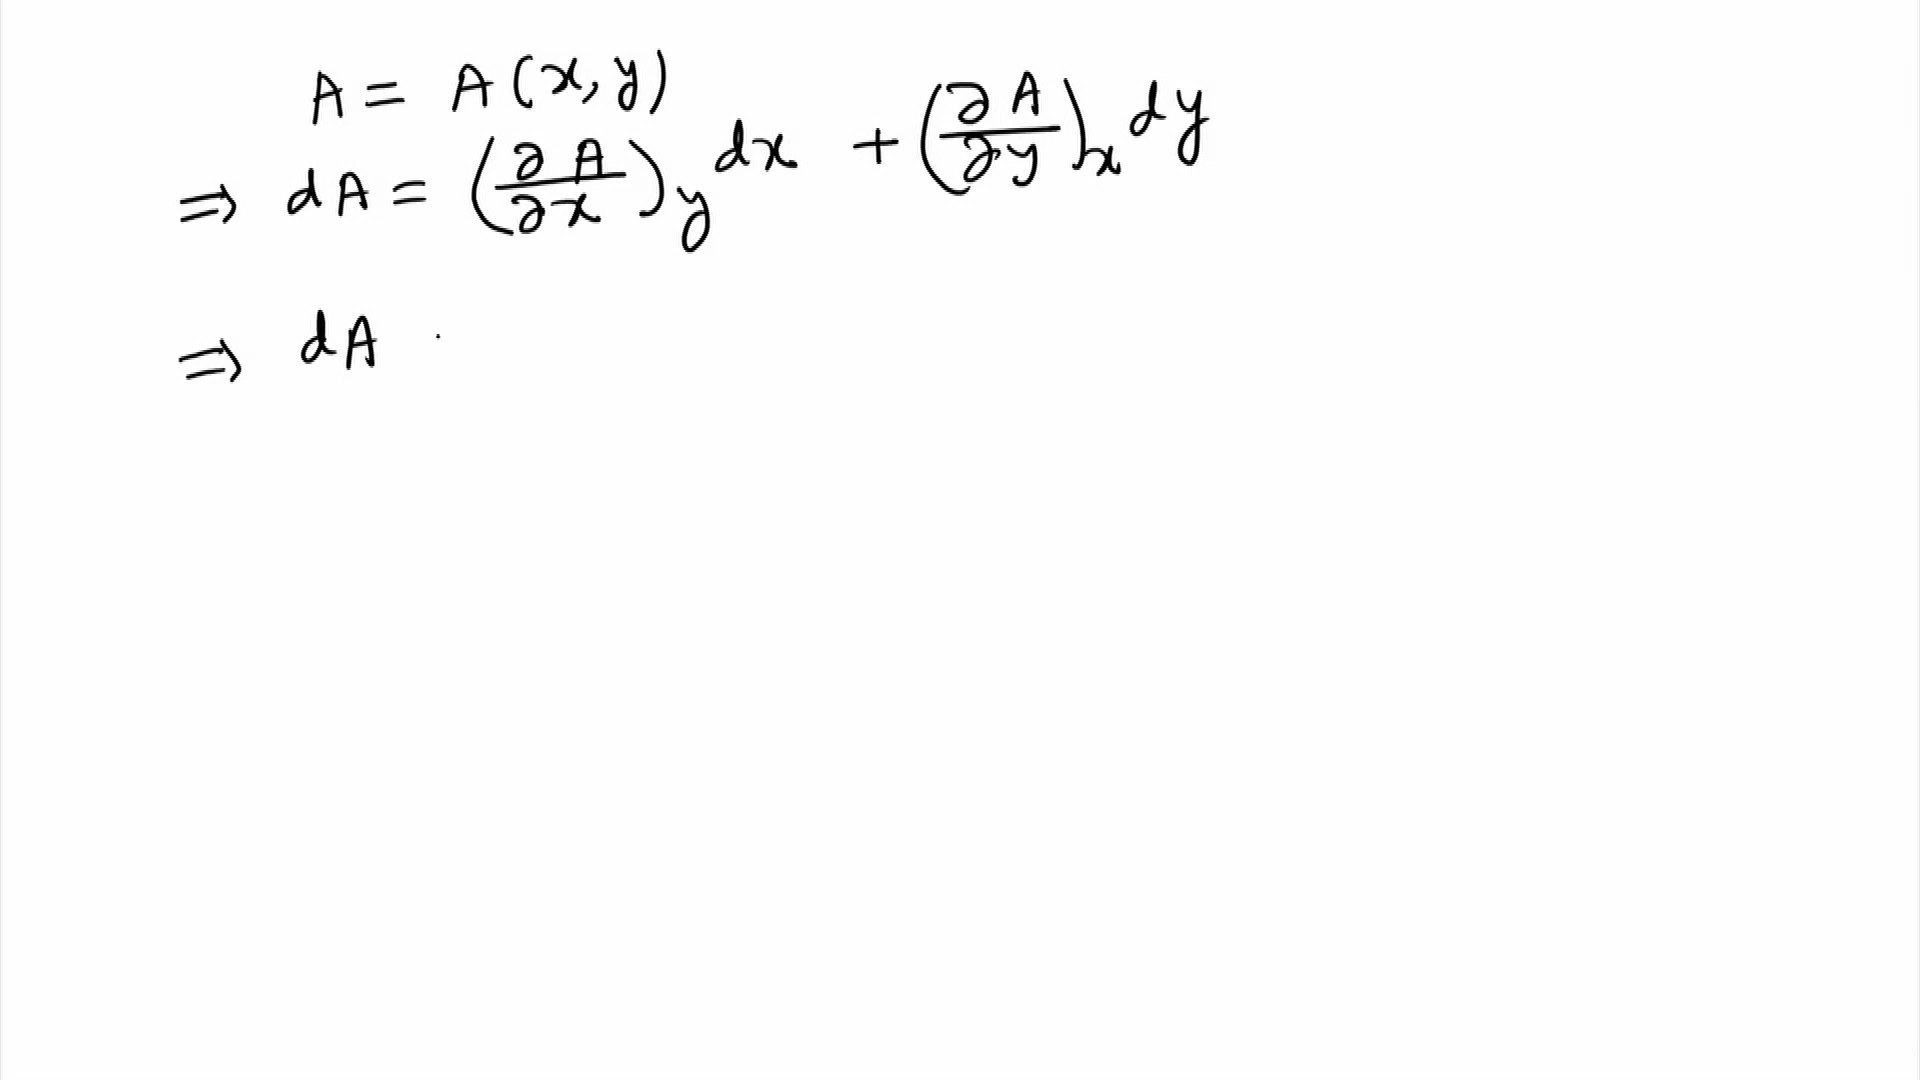 A = A(x, y)
⇒ dA = (∂A/∂x)_y dx + (∂A/∂y)_x dy
⇒ dA